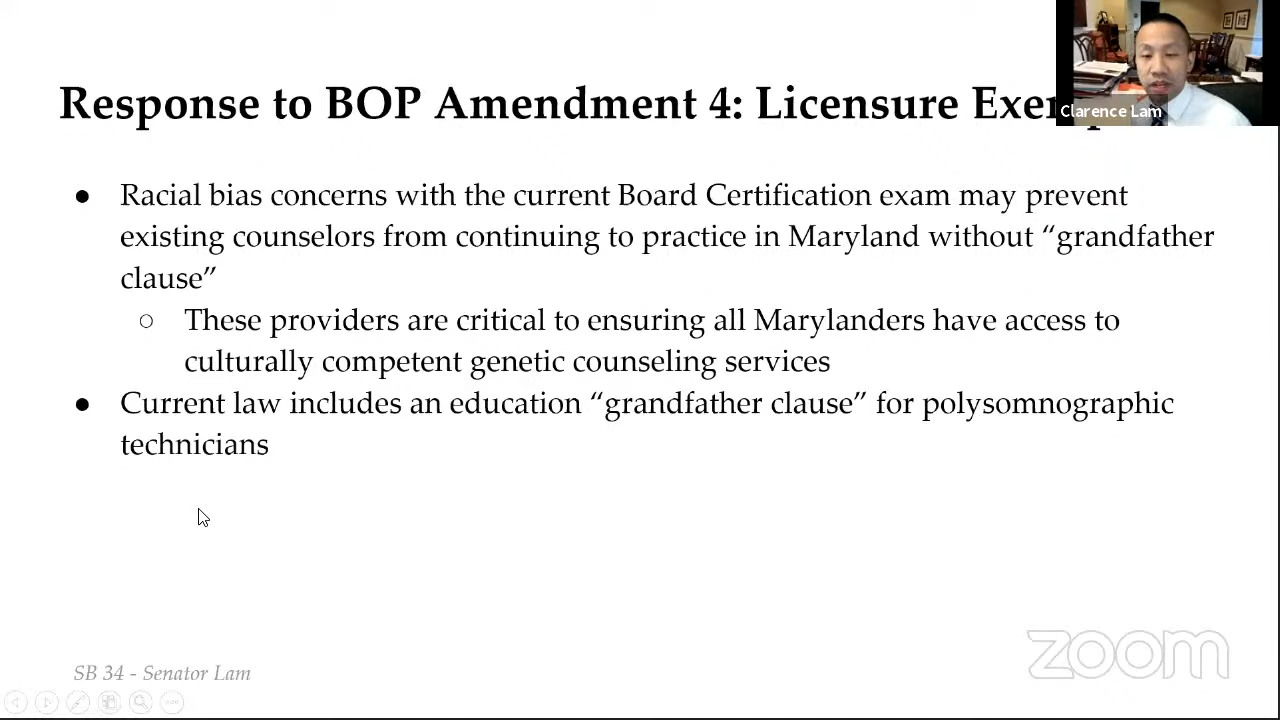 Response to BOP Amendment 4: Licensure
Clarence Lam
● Racial bias concerns with the current Board Certification exam may prevent
existing counselors from continuing to practice in Maryland without “grandfather
clause”
○ These providers are critical to ensuring all Marylanders have access to
culturally competent genetic counseling services
● Current law includes an education “grandfather clause” for polysomnographic
technicians
zoom
SB 34 - Senator Lam